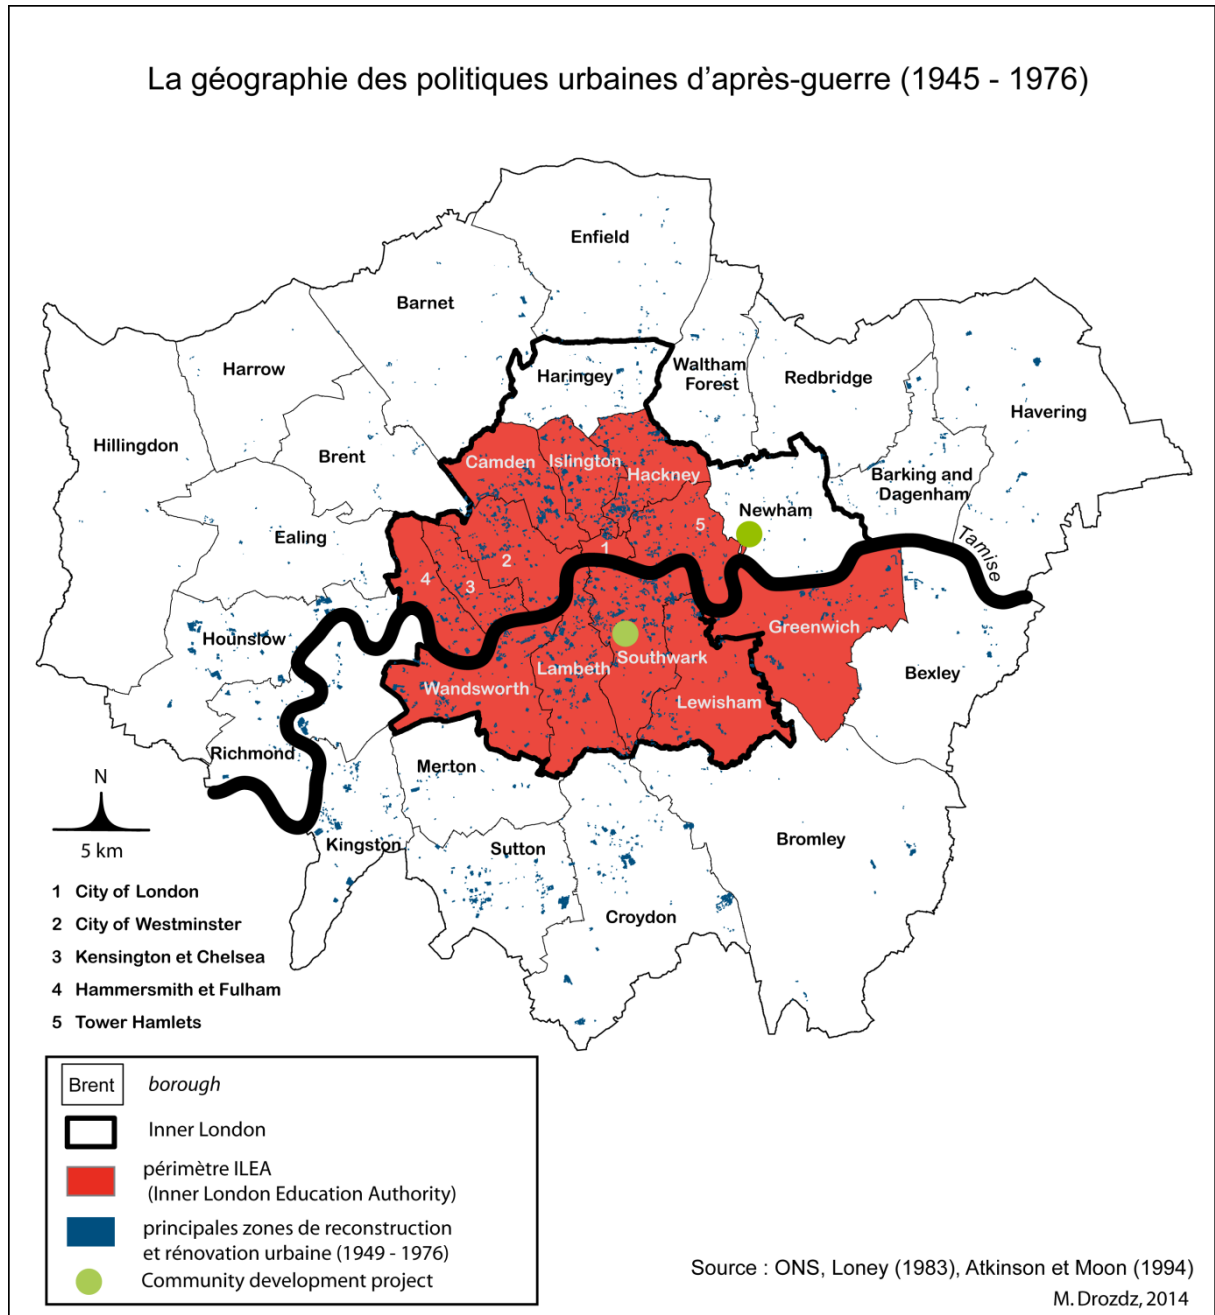 La géographie des politiques urbaines d'après-guerre (1945 - 1976)
Enfield
Barnet
Harrow
Haringey
Waltham
Forest
Redbridge
Havering
Hillingdon
Brent
Camden
Islington
Hackney
Barking and
Dagenham
Newham
Ealing
1
2
3
4
5
Tamise
Hounslow
Greenwich
Lambeth
Southwark
Wandsworth
Lewisham
Bexley
Richmond
Merton
Kingston
Sutton
Bromley
Croydon
N
5 km
1 City of London
2 City of Westminster
3 Kensington et Chelsea
4 Hammersmith et Fulham
5 Tower Hamlets
Brent borough
Inner London
périmètre ILEA
(Inner London Education Authority)
principales zones de reconstruction
et rénovation urbaine (1949 - 1976)
Community development project
Source : ONS, Loney (1983), Atkinson et Moon (1994)
M. Drozdz, 2014